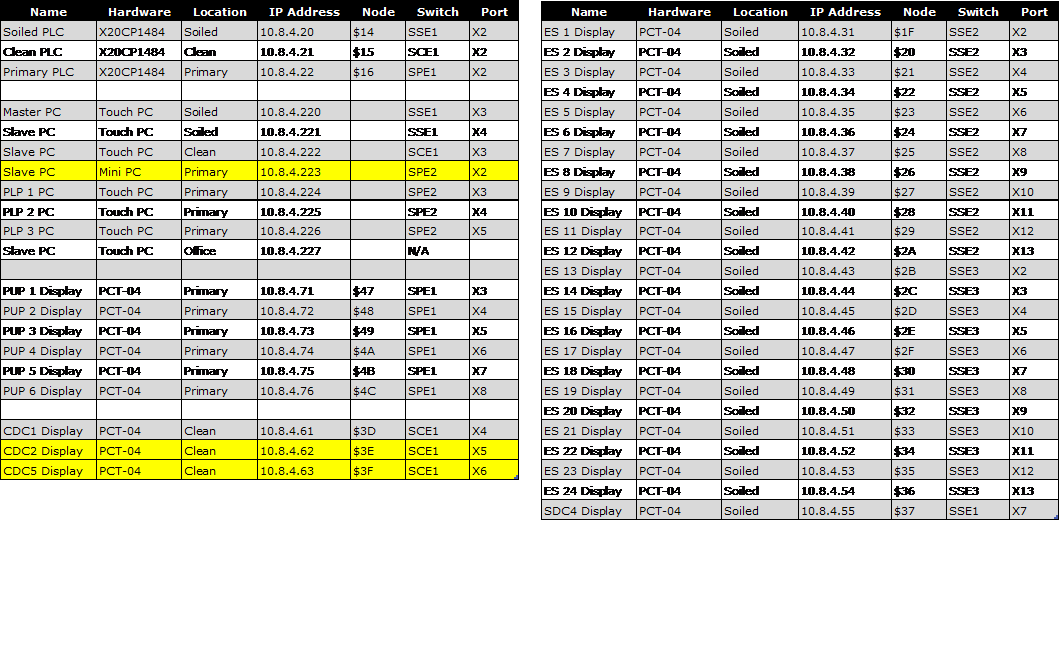 Name Hardware Location IP Address Node Switch Port
Soiled PLC X20CP1484 Soiled 10.8.4.20 $14 SSE1 X2
Clean PLC X20CP1484 Clean 10.8.4.21 $15 SCE1 X2
Primary PLC X20CP1484 Primary 10.8.4.22 $16 SPE1 X2
Master PC Touch PC Soiled 10.8.4.220 SSE1 X3
Slave PC Touch PC Soiled 10.8.4.221 SSE1 X4
Slave PC Touch PC Clean 10.8.4.222 SCE1 X3
Slave PC Mini PC Primary 10.8.4.223 SPE2 X2
PLP 1 PC Touch PC Primary 10.8.4.224 SPE2 X3
PLP 2 PC Touch PC Primary 10.8.4.225 SPE2 X4
PLP 3 PC Touch PC Primary 10.8.4.226 SPE2 X5
Slave PC Touch PC Office 10.8.4.227 N/A
PUP 1 Display PCT-04 Primary 10.8.4.71 $47 SPE1 X3
PUP 2 Display PCT-04 Primary 10.8.4.72 $48 SPE1 X4
PUP 3 Display PCT-04 Primary 10.8.4.73 $49 SPE1 X5
PUP 4 Display PCT-04 Primary 10.8.4.74 $4A SPE1 X6
PUP 5 Display PCT-04 Primary 10.8.4.75 $4B SPE1 X7
PUP 6 Display PCT-04 Primary 10.8.4.76 $4C SPE1 X8
CDC1 Display PCT-04 Clean 10.8.4.61 $3D SCE1 X4
CDC2 Display PCT-04 Clean 10.8.4.62 $3E SCE1 X5
CDC5 Display PCT-04 Clean 10.8.4.63 $3F SCE1 X6
Name Hardware Location IP Address Node Switch Port
ES 1 Display PCT-04 Soiled 10.8.4.31 $1F SSE2 X2
ES 2 Display PCT-04 Soiled 10.8.4.32 $20 SSE2 X3
ES 3 Display PCT-04 Soiled 10.8.4.33 $21 SSE2 X4
ES 4 Display PCT-04 Soiled 10.8.4.34 $22 SSE2 X5
ES 5 Display PCT-04 Soiled 10.8.4.35 $23 SSE2 X6
ES 6 Display PCT-04 Soiled 10.8.4.36 $24 SSE2 X7
ES 7 Display PCT-04 Soiled 10.8.4.37 $25 SSE2 X8
ES 8 Display PCT-04 Soiled 10.8.4.38 $26 SSE2 X9
ES 9 Display PCT-04 Soiled 10.8.4.39 $27 SSE2 X10
ES 10 Display PCT-04 Soiled 10.8.4.40 $28 SSE2 X11
ES 11 Display PCT-04 Soiled 10.8.4.41 $29 SSE2 X12
ES 12 Display PCT-04 Soiled 10.8.4.42 $2A SSE2 X13
ES 13 Display PCT-04 Soiled 10.8.4.43 $2B SSE3 X2
ES 14 Display PCT-04 Soiled 10.8.4.44 $2C SSE3 X3
ES 15 Display PCT-04 Soiled 10.8.4.45 $2D SSE3 X4
ES 16 Display PCT-04 Soiled 10.8.4.46 $2E SSE3 X5
ES 17 Display PCT-04 Soiled 10.8.4.47 $2F SSE3 X6
ES 18 Display PCT-04 Soiled 10.8.4.48 $30 SSE3 X7
ES 19 Display PCT-04 Soiled 10.8.4.49 $31 SSE3 X8
ES 20 Display PCT-04 Soiled 10.8.4.50 $32 SSE3 X9
ES 21 Display PCT-04 Soiled 10.8.4.51 $33 SSE3 X10
ES 22 Display PCT-04 Soiled 10.8.4.52 $34 SSE3 X11
ES 23 Display PCT-04 Soiled 10.8.4.53 $35 SSE3 X12
ES 24 Display PCT-04 Soiled 10.8.4.54 $36 SSE3 X13
SDC4 Display PCT-04 Soiled 10.8.4.55 $37 SSE1 X7